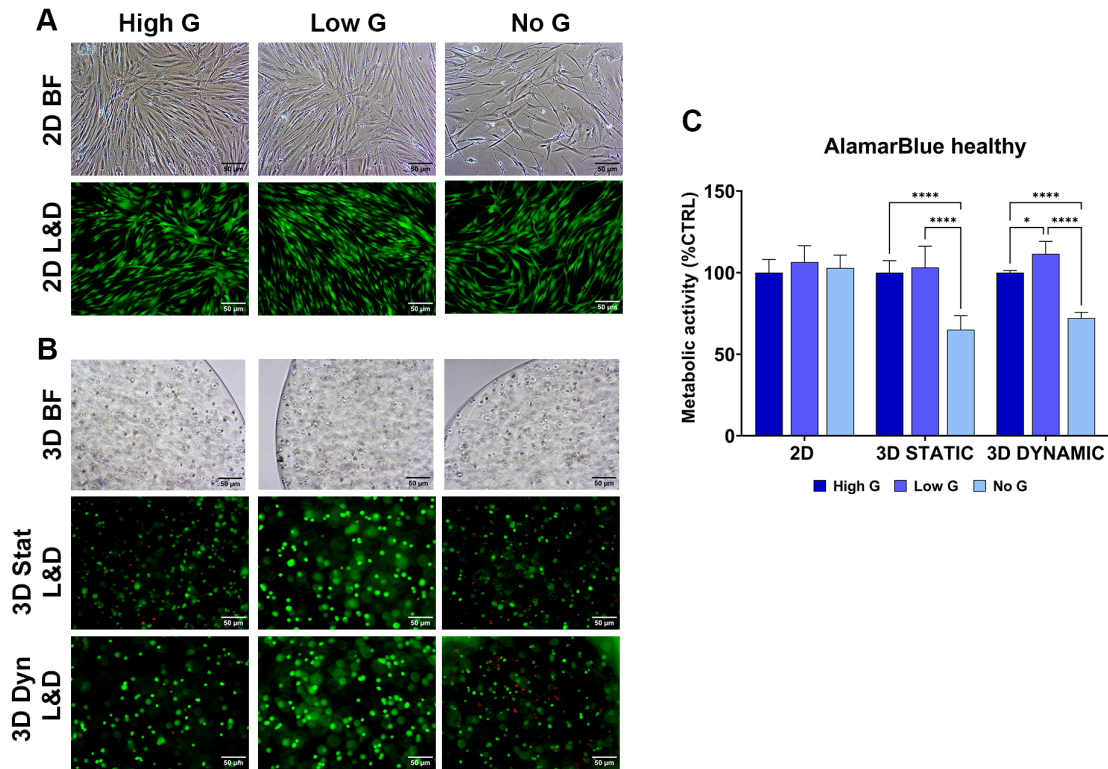 A
High G Low G No G
2D BF
50 µm 50 µm 50 µm
2D L&D
50 µm 50 µm 50 µm
B
3D BF
50 µm 50 µm 50 µm
3D Stat
L&D
50 µm 50 µm 50 µm
3D Dyn
L&D
50 µm 50 µm 50 µm
C
AlamarBlue healthy
Metabolic activity (%CTRL)
150
100
50
0
**** ****
**** * ****
2D 3D STATIC 3D DYNAMIC
High G Low G No G